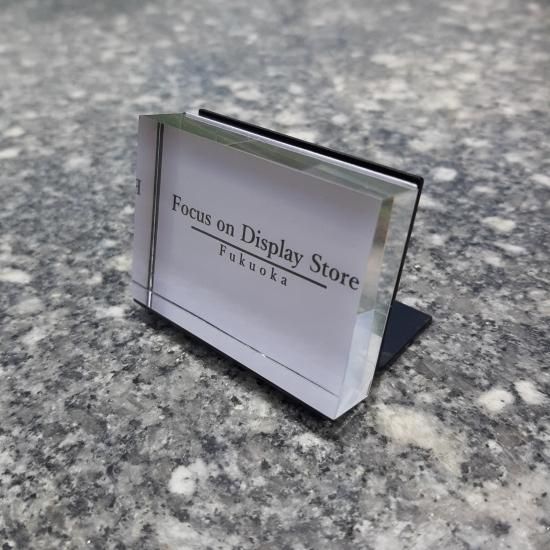 Focus on Display Store
Fukuoka